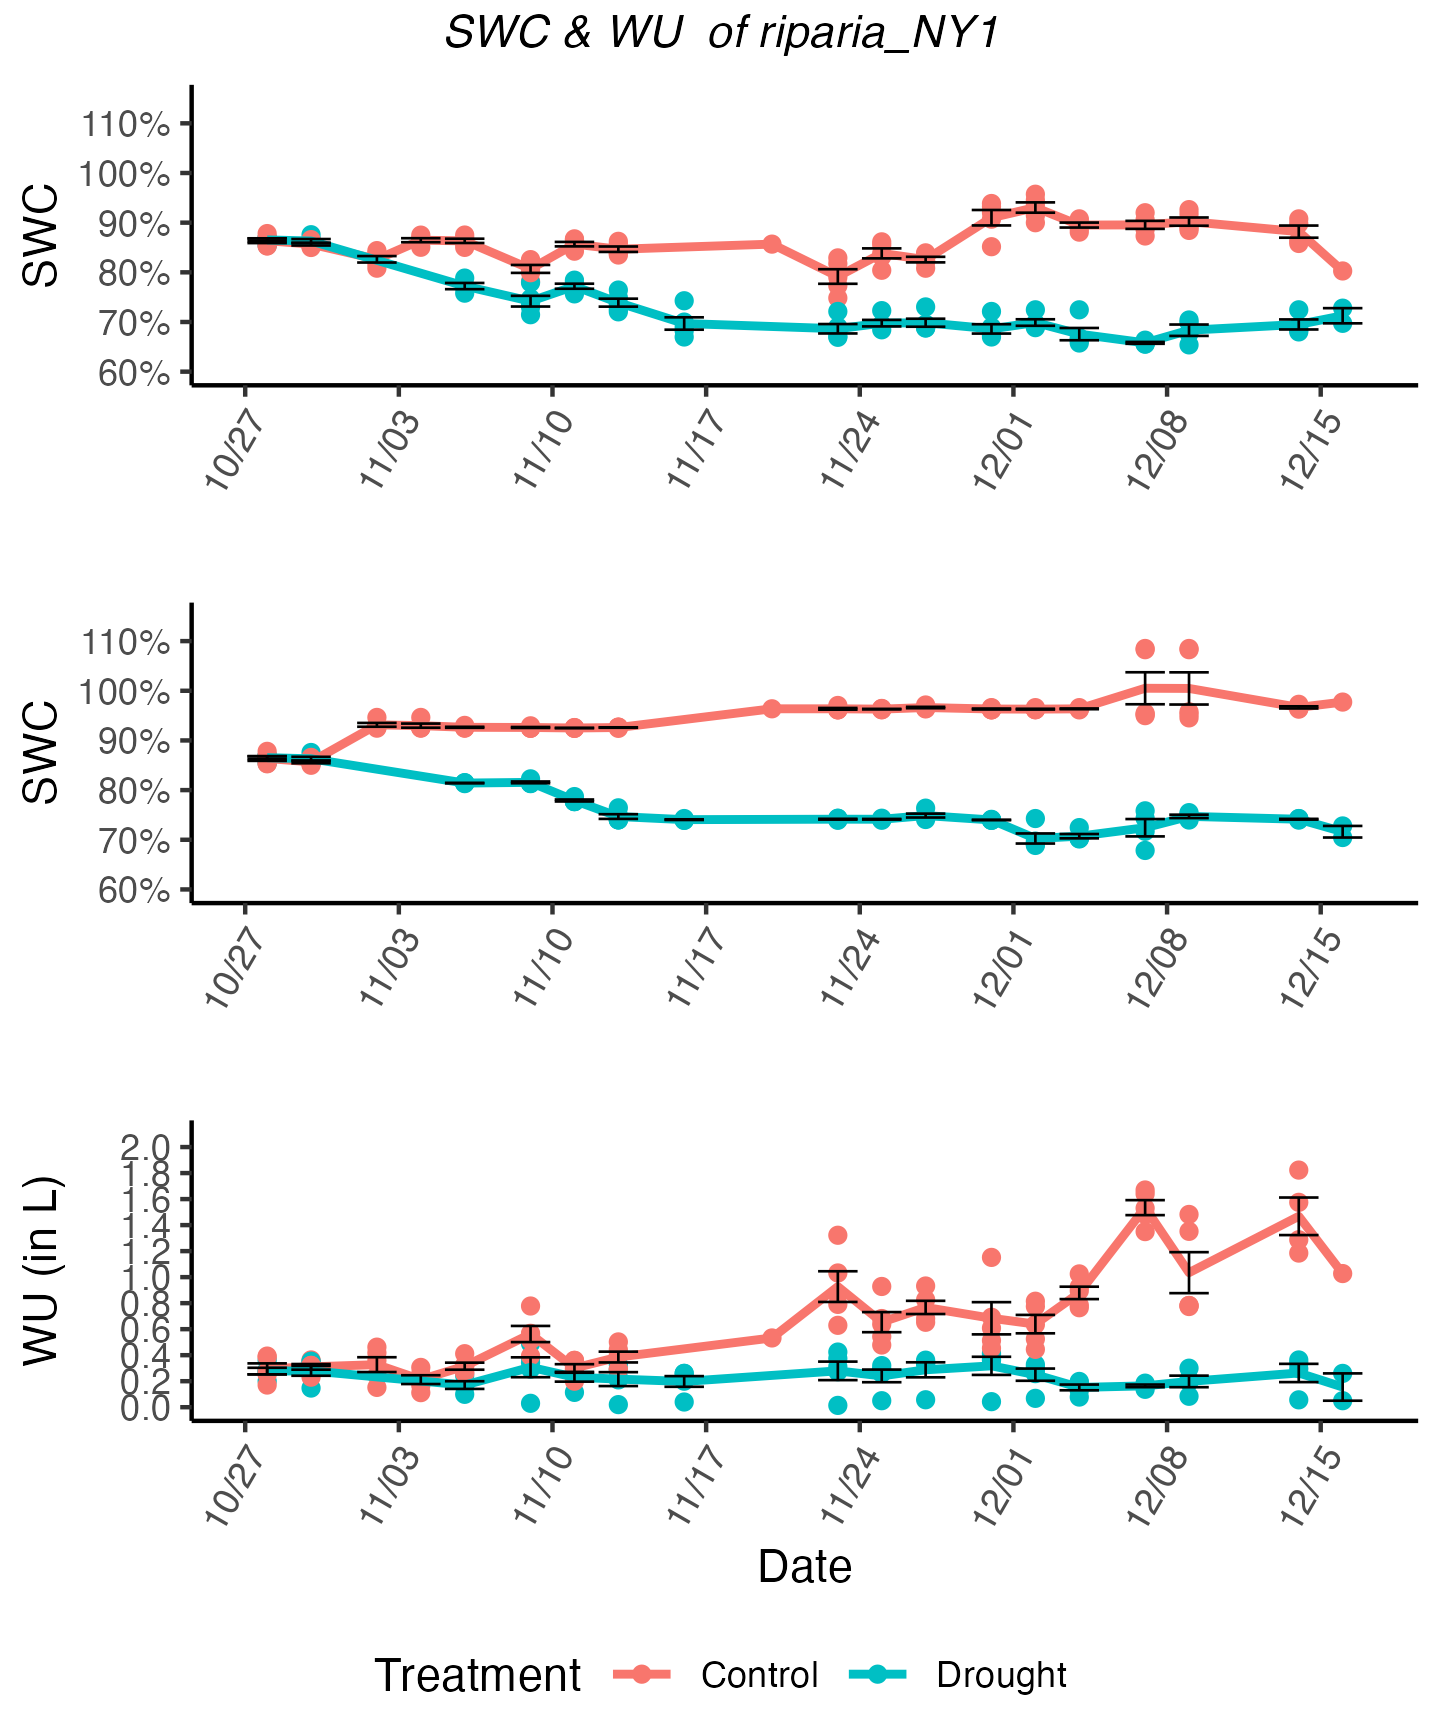 SWC & WU  of riparia_NY1
SWC
110%
100%
90%
80%
70%
60%
10/27 11/03 11/10 11/17 11/24 12/01 12/08 12/15
SWC
110%
100%
90%
80%
70%
60%
10/27 11/03 11/10 11/17 11/24 12/01 12/08 12/15
WU (in L)
2.0
1.8
1.6
1.4
1.2
1.0
0.8
0.6
0.4
0.2
0.0
10/27 11/03 11/10 11/17 11/24 12/01 12/08 12/15
Date
Treatment Control Drought